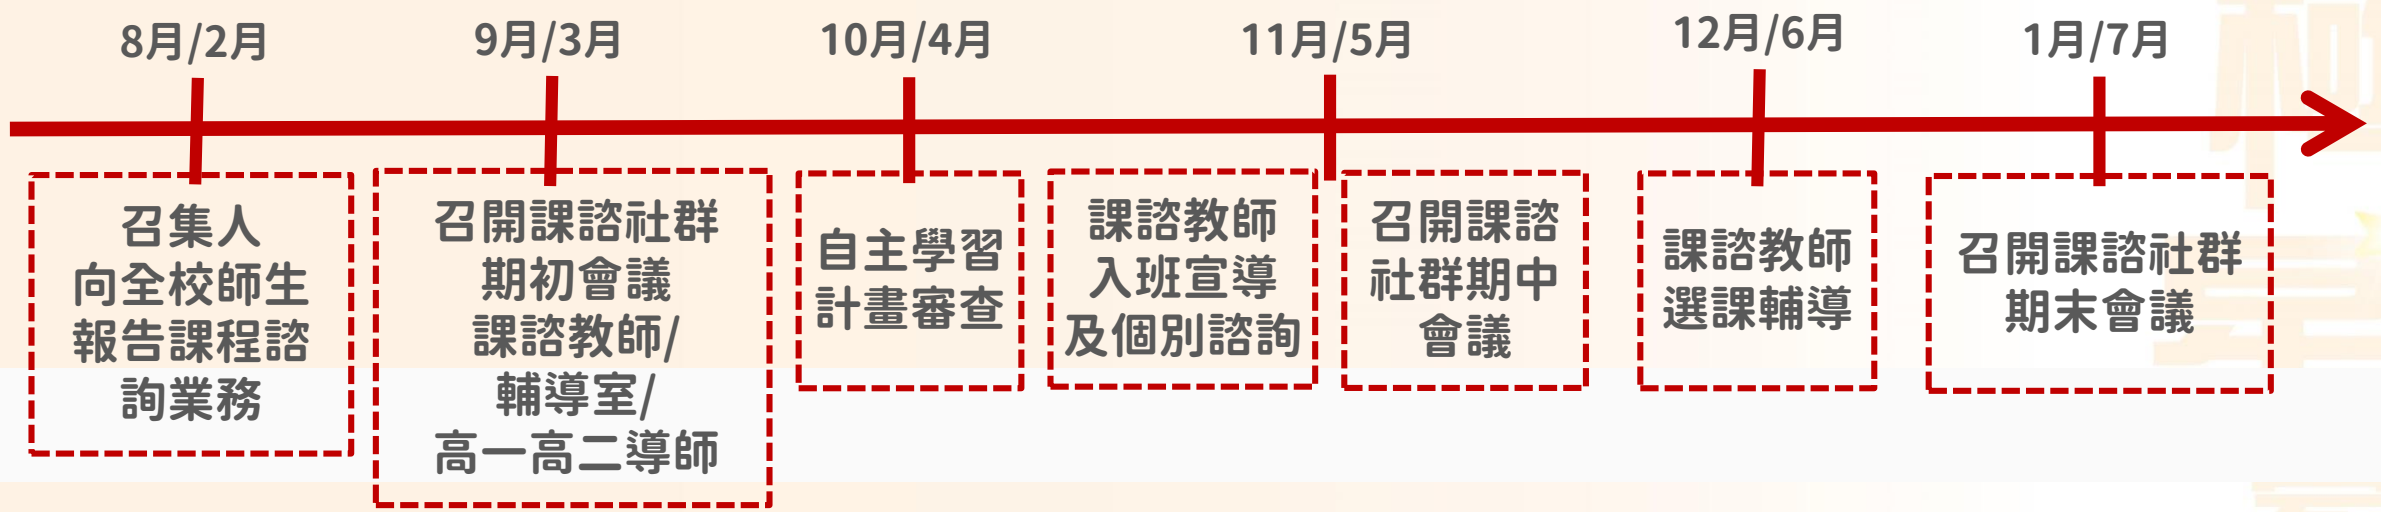 8月/2月
9月/3月
10月/4月
11月/5月
12月/6月
1月/7月
召集人
向全校師生
報告課程諮
詢業務
召開課諮社群
期初會議
課諮教師/
輔導室/
高一高二導師
自主學習
計畫審查
課諮教師
入班宣導
及個別諮詢
召開課諮
社群期中
會議
課諮教師
選課輔導
召開課諮社群
期末會議